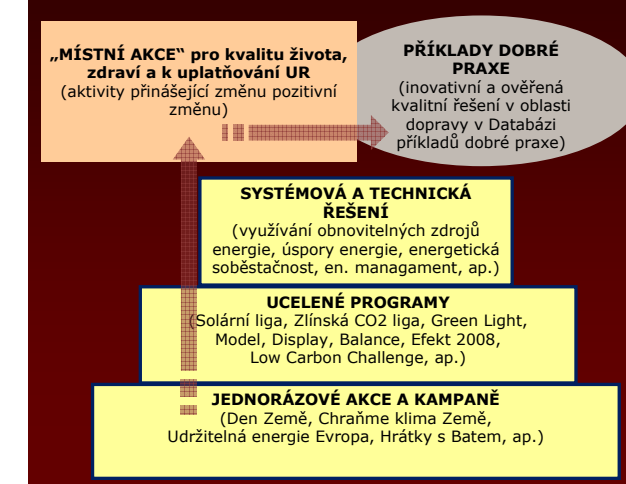 „MÍSTNÍ AKCE“ pro kvalitu života,
zdraví a k uplatňování UR
(aktivity přinášející změnu pozitivní
změnu)
PŘÍKLADY DOBRÉ
PRAXE
(inovativní a ověřená
kvalitní řešení v oblasti
dopravy v Databázi
příkladů dobré praxe)
SYSTÉMOVÁ A TECHNICKÁ
ŘEŠENÍ
(využívání obnovitelných zdrojů
energie, úspory energie, energetická
soběstačnost, en. managament, ap.)
UCELENÉ PROGRAMY
(Solární liga, Zlínská CO2 liga, Green Light,
Model, Display, Balance, Efekt 2008,
Low Carbon Challenge, ap.)
JEDNORÁZOVÉ AKCE A KAMPANĚ
(Den Země, Chraňme klima Země,
Udržitelná energie Evropa, Hrátky s Batem, ap.)